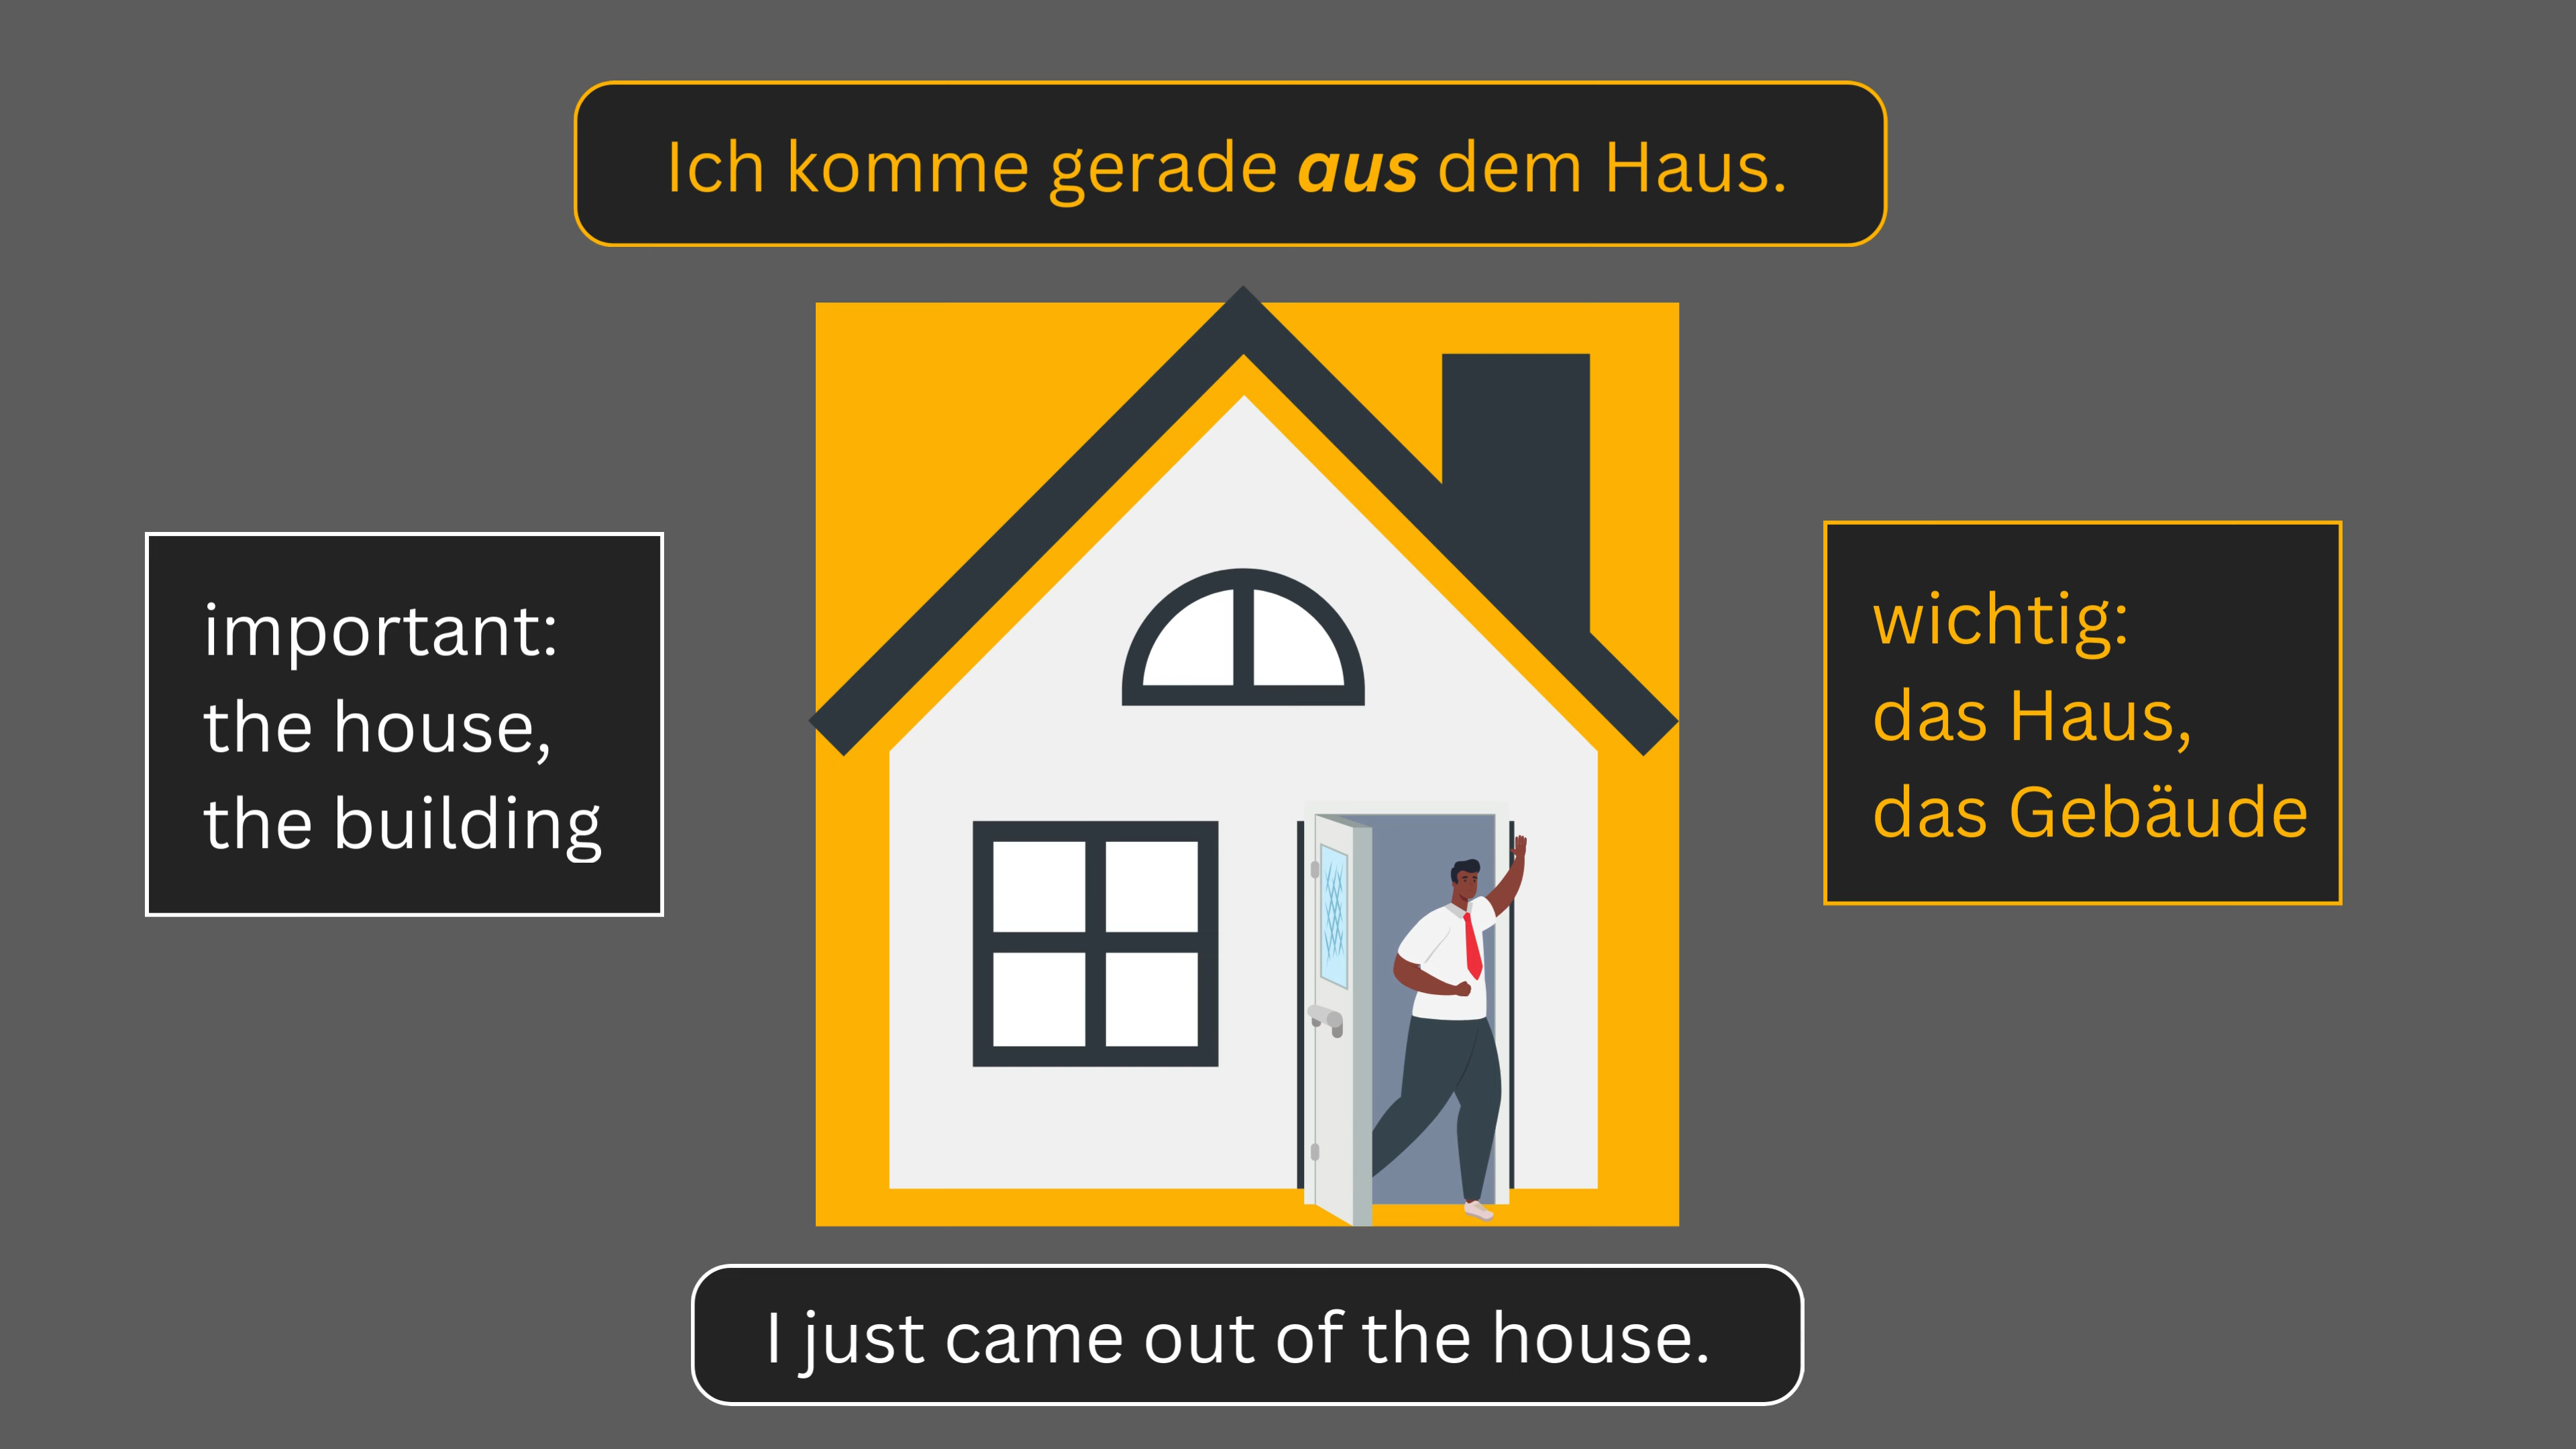 Ich komme gerade aus dem Haus.
important:
the house,
the building
wichtig:
das Haus,
das Gebäude
I just came out of the house.